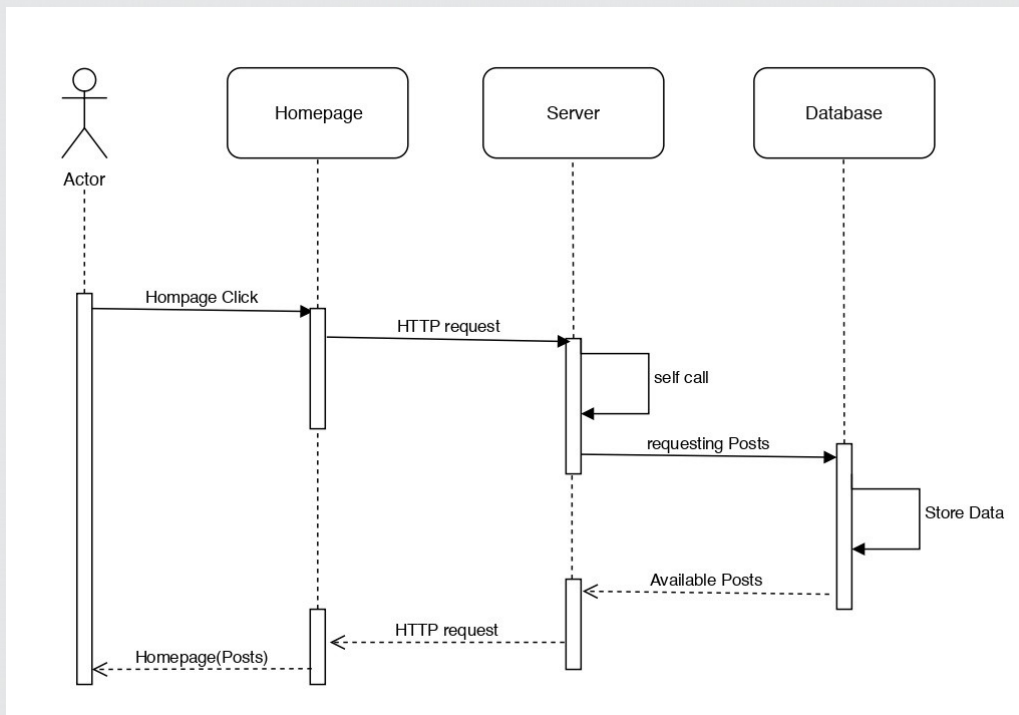 Homepage
Server
Database
Actor
Hompage Click
HTTP request
self call
requesting Posts
Store Data
Available Posts
HTTP request
Homepage(Posts)